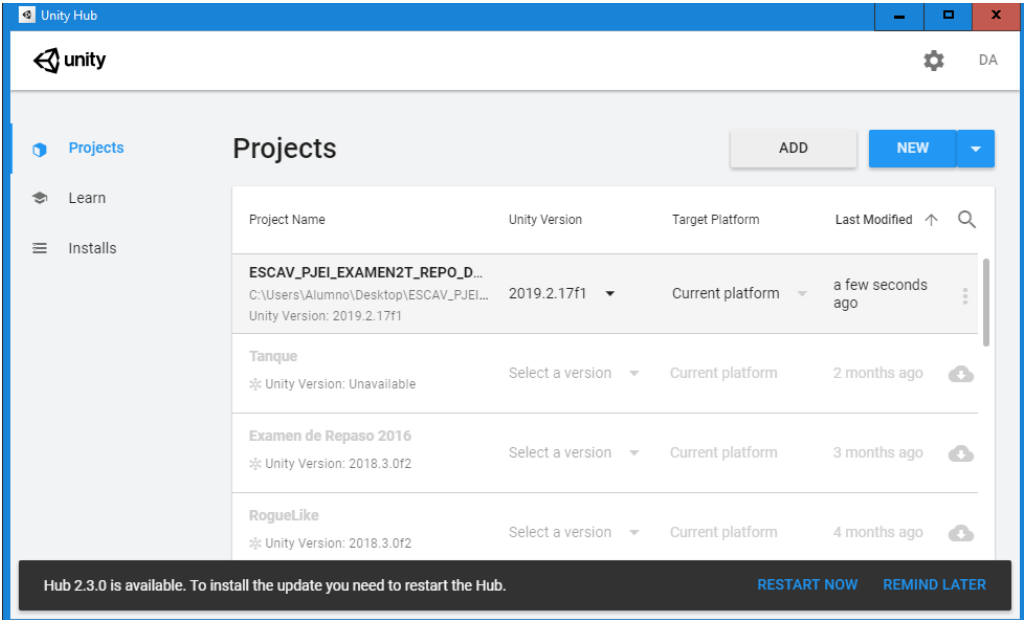 Unity Hub
unity
DA
Projects
Learn
Installs
Projects
ADD
NEW
Project Name
Unity Version
Target Platform
Last Modified
ESCAV_PJEI_EXAMEN2T_REPO_D...
C:\Users\Alumno\Desktop\ESCAV_PJEI...
Unity Version: 2019.2.17f1
2019.2.17f1
Current platform
a few seconds
ago
Tanque
Unity Version: Unavailable
Select a version
Current platform
2 months ago
Examen de Repaso 2016
Unity Version: 2018.3.0f2
Select a version
Current platform
3 months ago
RogueLike
Unity Version: 2018.3.0f2
Select a version
Current platform
4 months ago
Hub 2.3.0 is available. To install the update you need to restart the Hub.
RESTART NOW
REMIND LATER